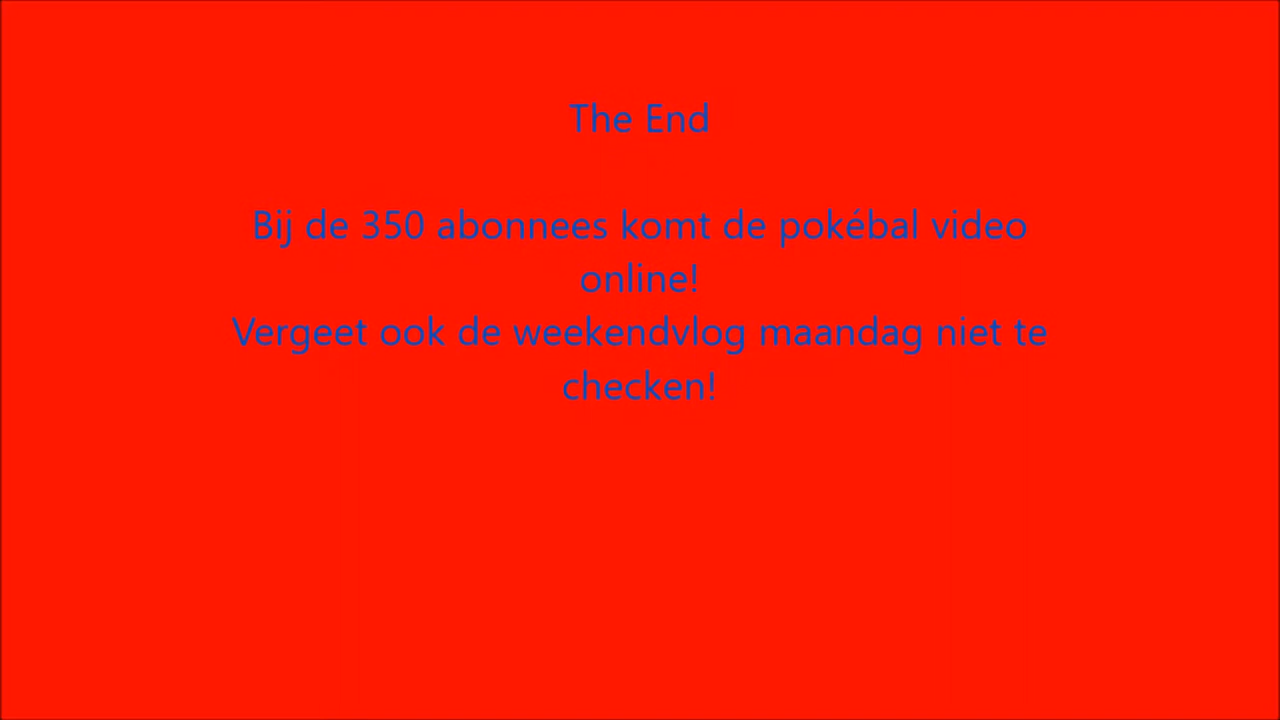 The End
Bij de 350 abonnees komt de pokébal video
online!
Vergeet ook de weekendvlog maandag niet te
checken!